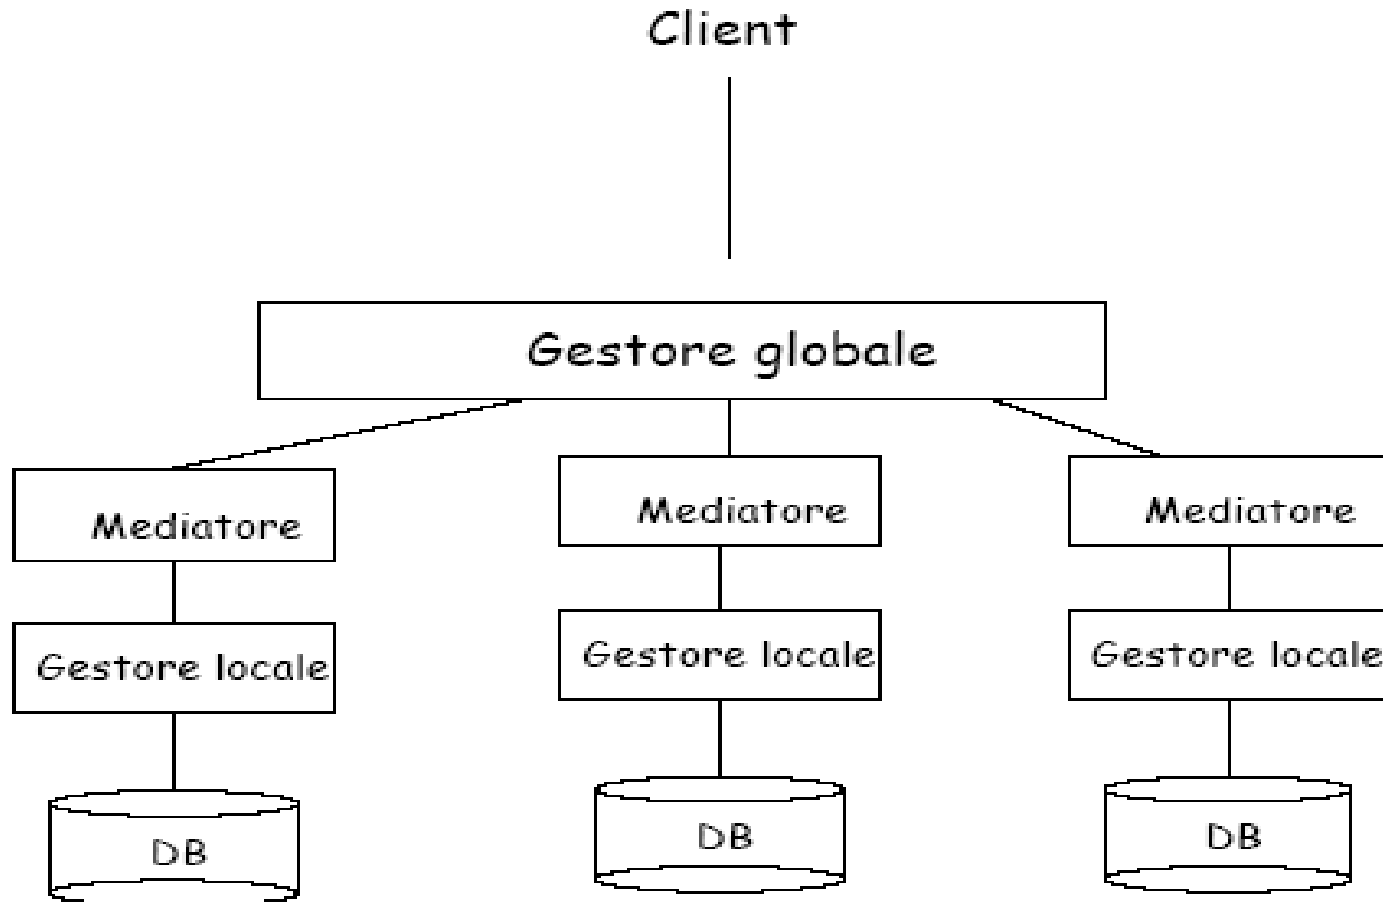 Client
Gestore globale
Mediatore
Mediatore
Mediatore
Gestore locale
Gestore locale
Gestore locale
DB
DB
DB